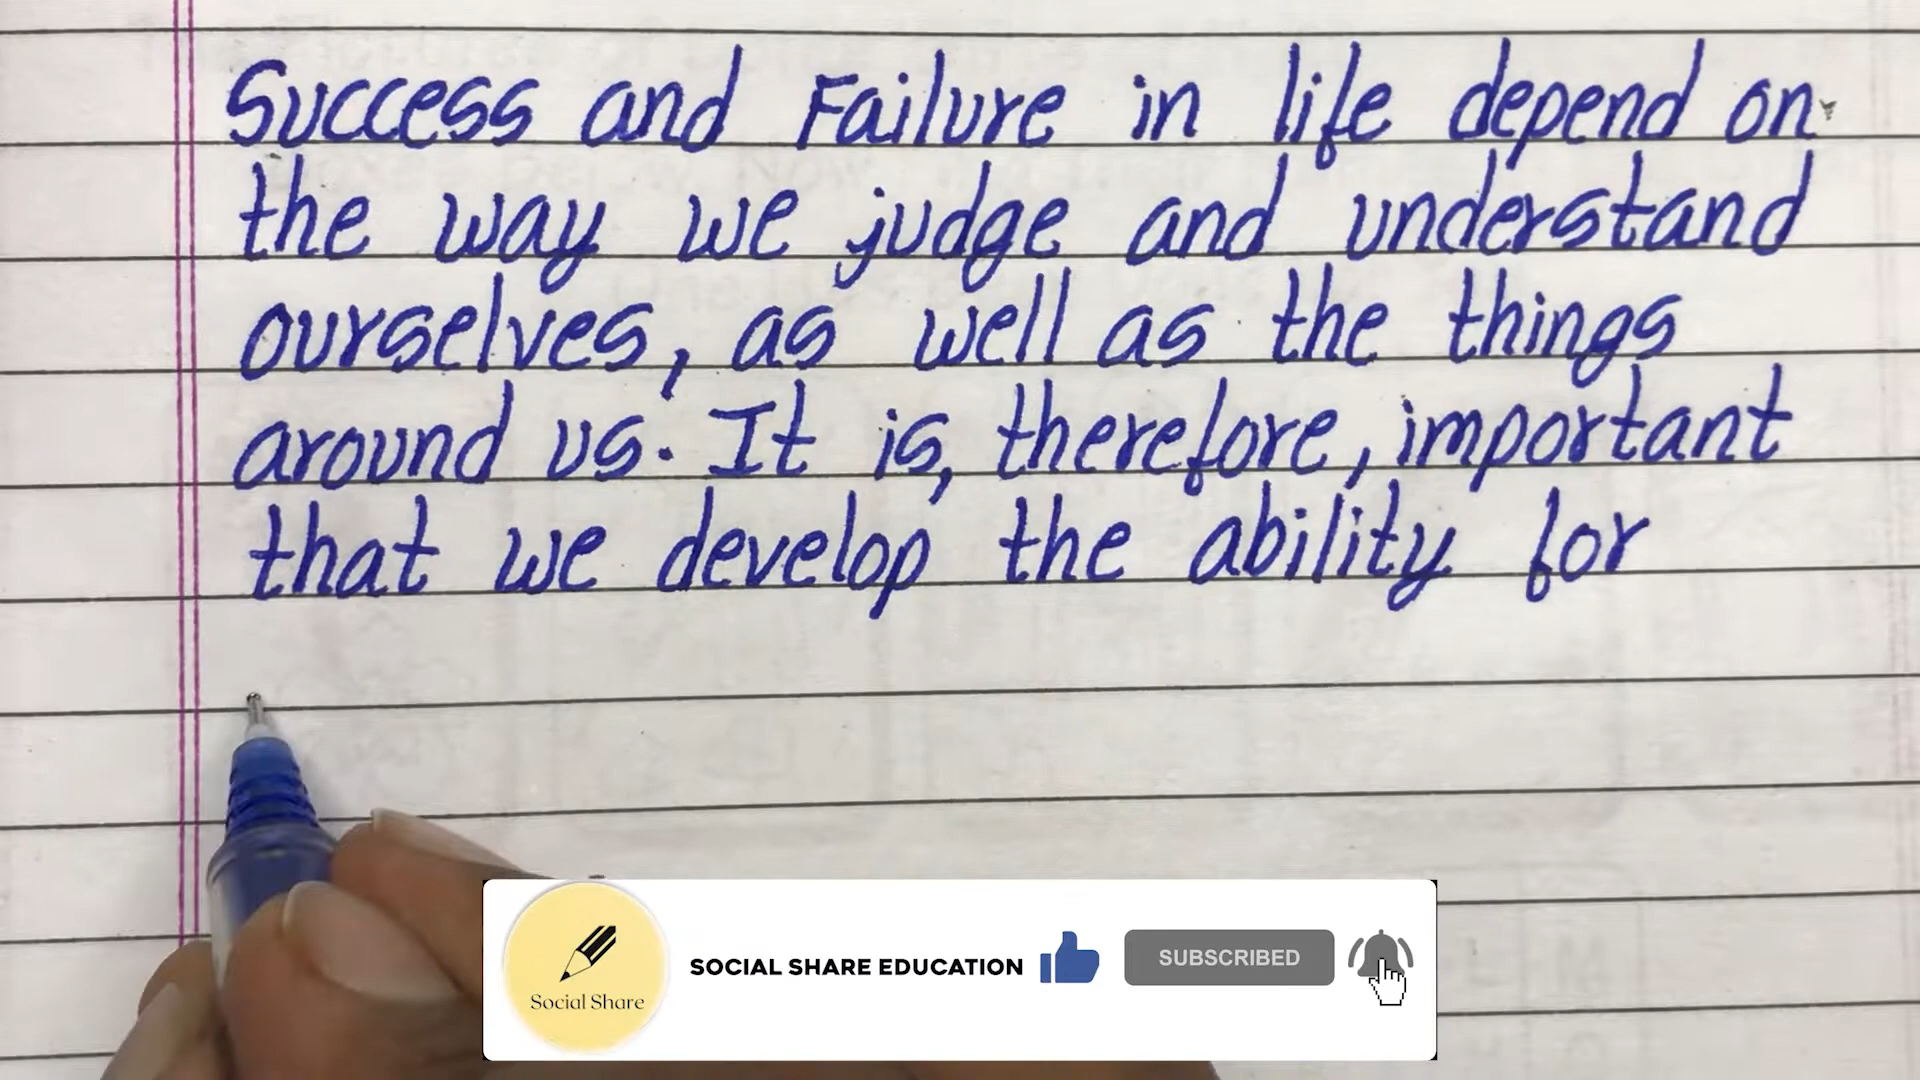 Success and Failure in life depend on
the way we judge and understand
ourselves, as well as the things
around us. It is, therefore, important
that we develop the ability for
Social Share
SOCIAL SHARE EDUCATION
SUBSCRIBED